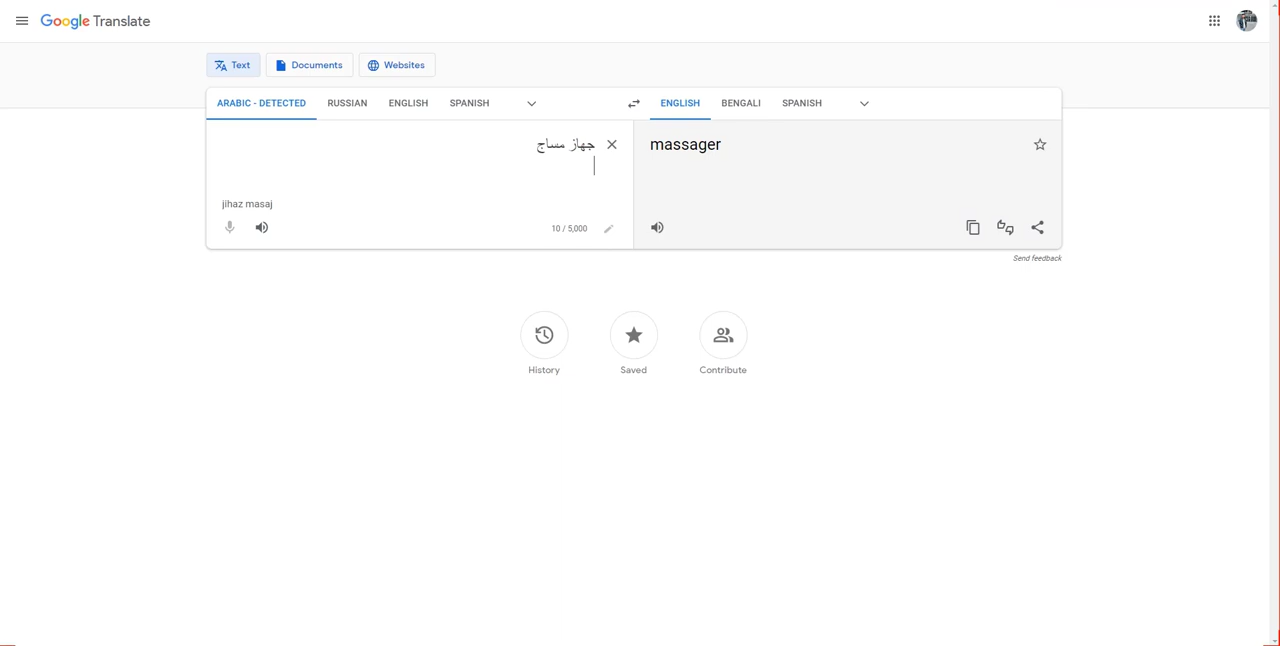 Google Translate
Text
Documents
Websites
ARABIC - DETECTED
RUSSIAN
ENGLISH
SPANISH
ENGLISH
BENGALI
SPANISH
جهاز مساج
massager
jihaz masaj
10 / 5,000
Send feedback
History
Saved
Contribute